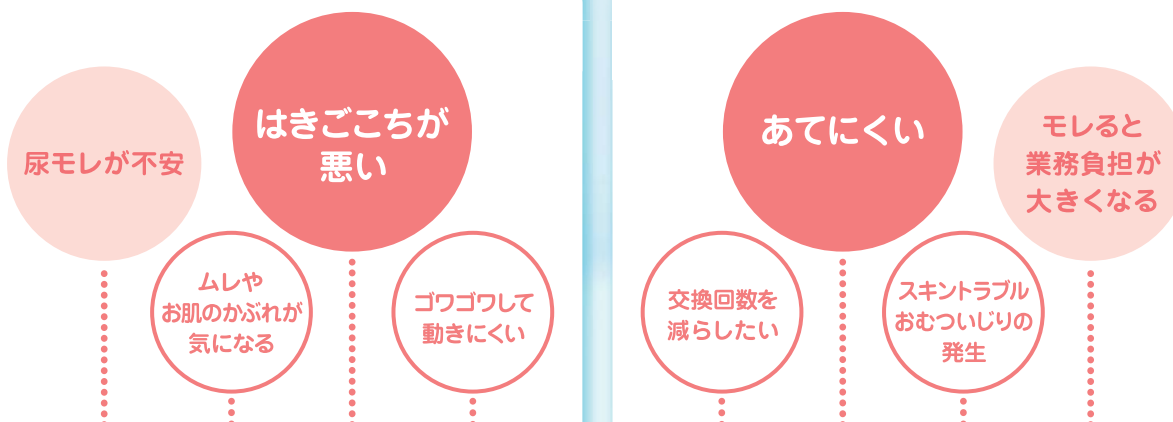 尿モレが不安
はきごこちが
悪い
ムレや
お肌のかぶれが
気になる
ゴワゴワして
動きにくい
あてにくい
モレると
業務負担が
大きくなる
交換回数を
減らしたい
スキントラブル
おむついじりの
発生